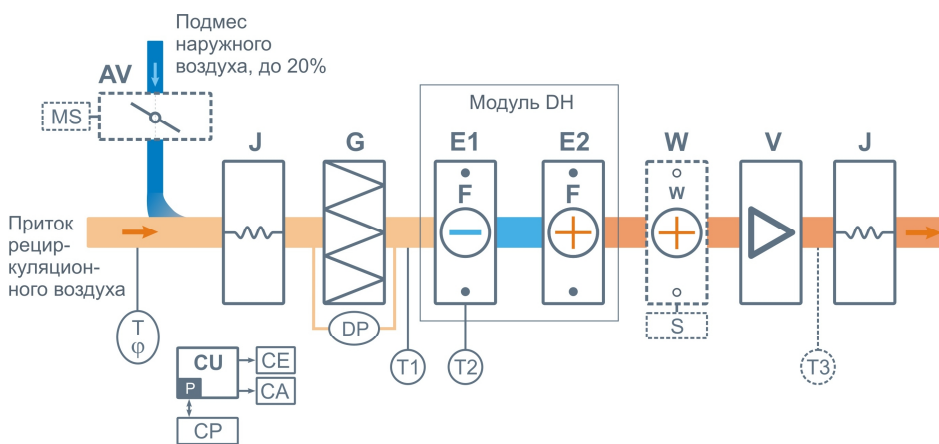 Подмес
наружного
воздуха, до 20%
AV
MS
Модуль DH
J
G
E1
E2
W
V
J
F
F
w
Приток
рецир-
куляцион-
ного воздуха
T
φ
DP
S
T1
T2
T3
CU
P
CE
CA
CP